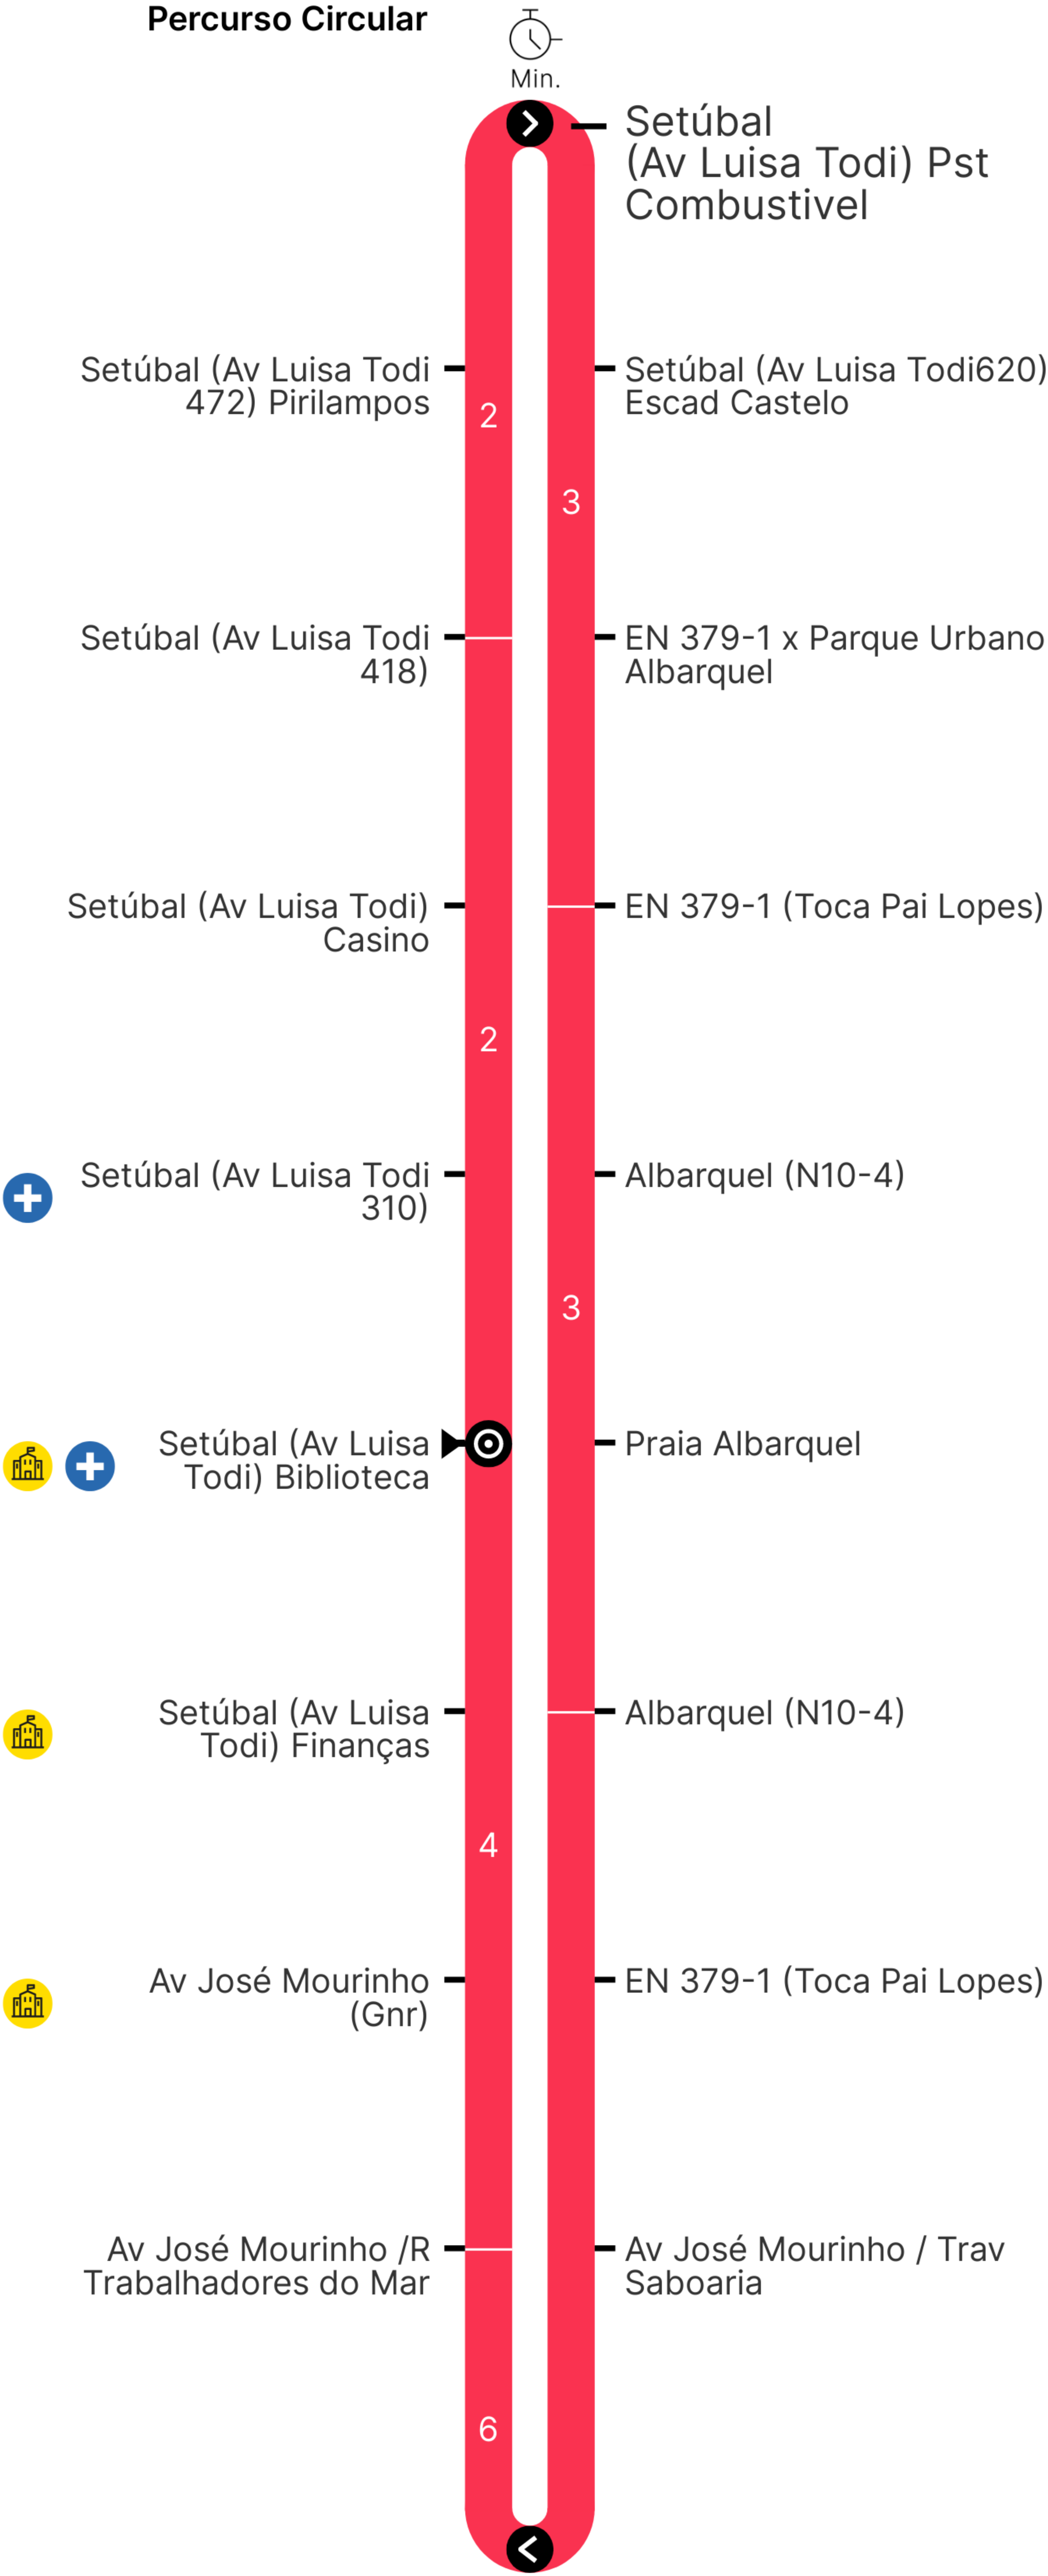 Percurso Circular
Min.
Setúbal
(Av Luisa Todi) Pst
Combustivel
Setúbal (Av Luisa Todi
472) Pirilampos
2
Setúbal (Av Luisa Todi620)
Escad Castelo
3
Setúbal (Av Luisa Todi
418)
EN 379-1 x Parque Urbano
Albarquel
Setúbal (Av Luisa Todi)
Casino
EN 379-1 (Toca Pai Lopes)
2
Setúbal (Av Luisa Todi
310)
Albarquel (N10-4)
3
Setúbal (Av Luisa
Todi) Biblioteca
Praia Albarquel
Setúbal (Av Luisa
Todi) Finanças
Albarquel (N10-4)
4
Av José Mourinho
(Gnr)
EN 379-1 (Toca Pai Lopes)
Av José Mourinho /R
Trabalhadores do Mar
Av José Mourinho / Trav
Saboaria
6